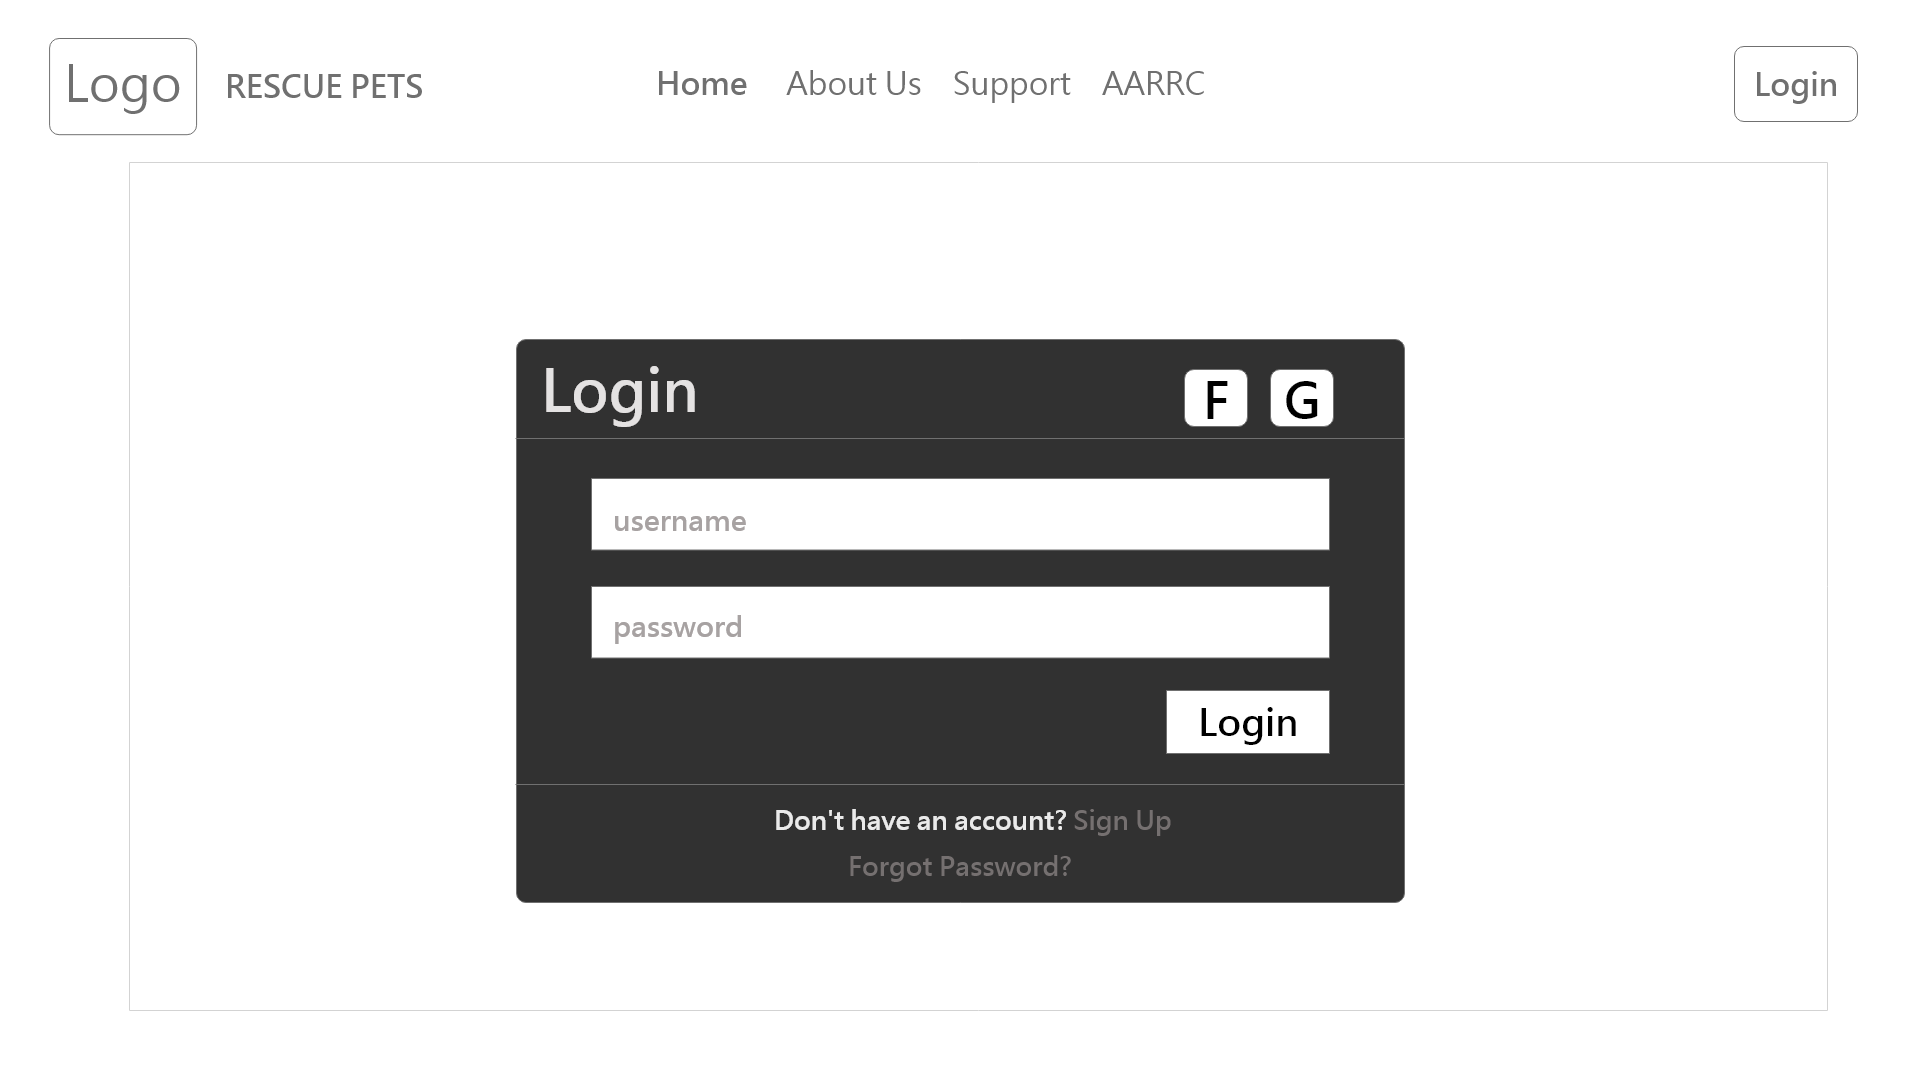 Logo RESCUE PETS Home About Us Support AARRC Login
Login F G
username
password
Login
Don't have an account? Sign Up
Forgot Password?